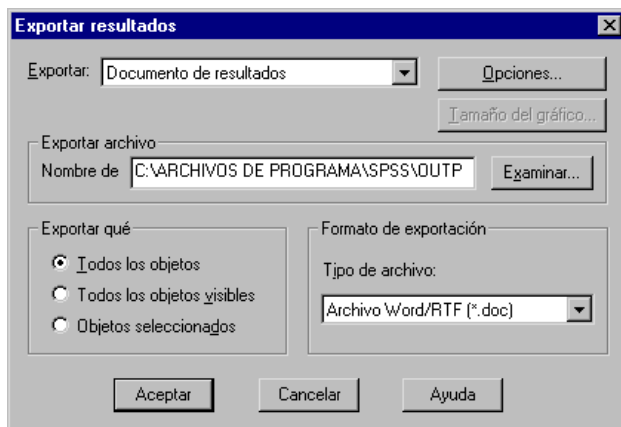 Exportar resultados
Exportar: Documento de resultados Opciones...
Tamaño del gráfico...
Exportar archivo
Nombre de C:\ARCHIVOS DE PROGRAMA\SPSS\OUTP Examinar...
Exportar qué
Todos los objetos
Todos los objetos visibles
Objetos seleccionados
Formato de exportación
Tipo de archivo:
Archivo Word/RTF (*.doc)
Aceptar Cancelar Ayuda